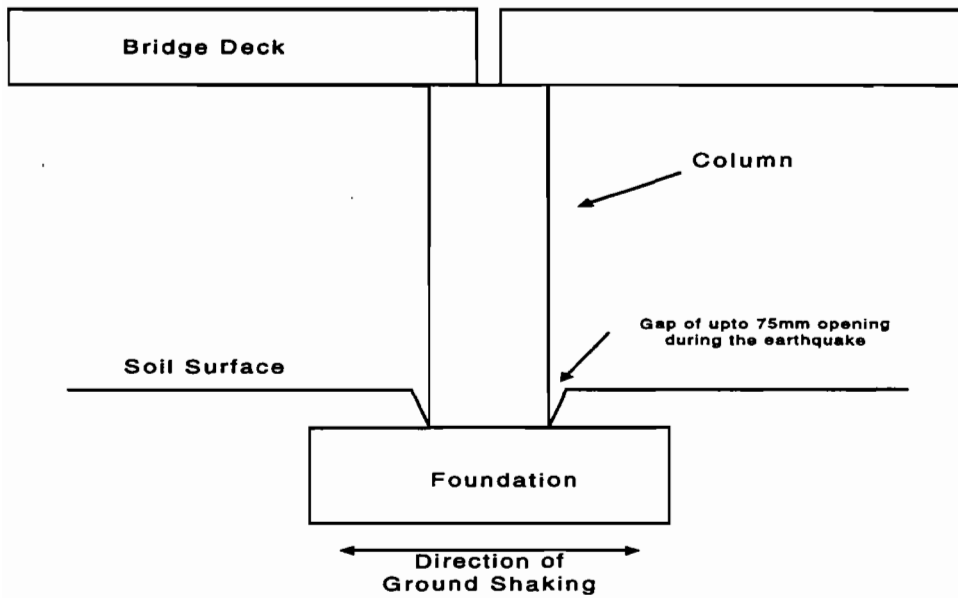 Bridge Deck
Column
Gap of upto 75mm opening
during the earthquake
Soil Surface
Foundation
Direction of
Ground Shaking